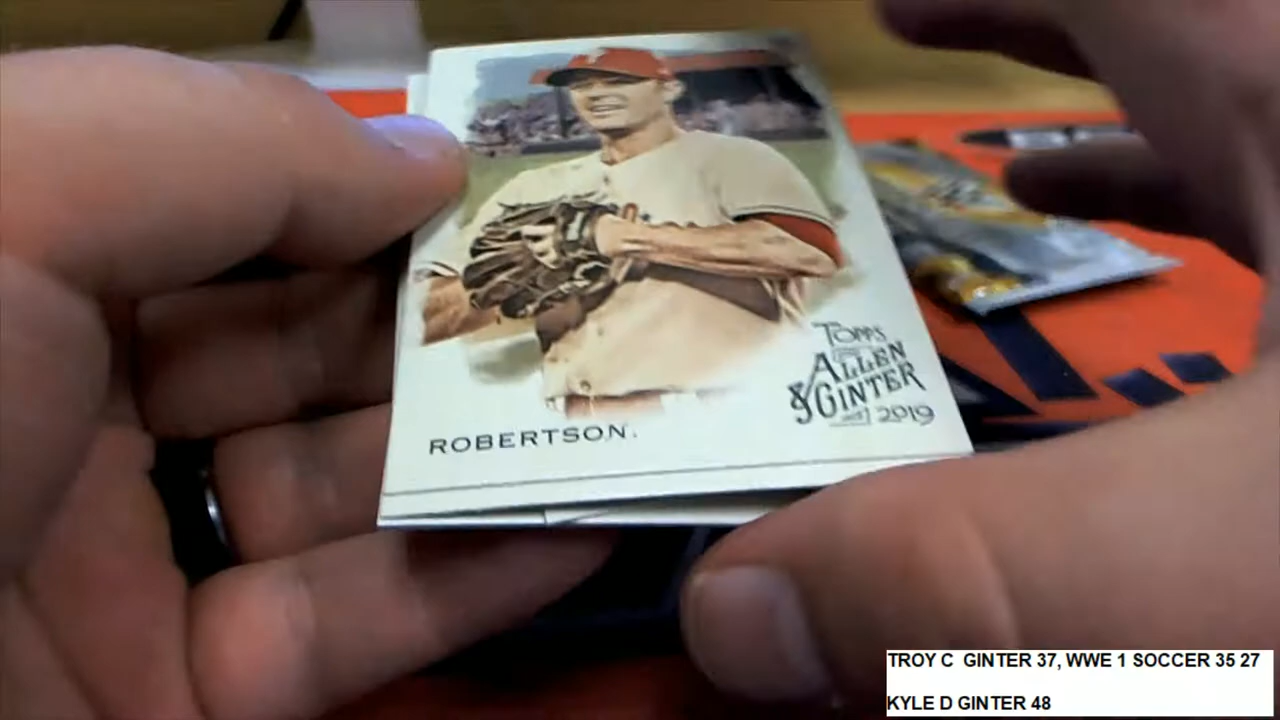 TOPPS
ALLEN
& GINTER
2019
ROBERTSON.
TROY C  GINTER 37, WWE 1 SOCCER 35 27
KYLE D GINTER 48